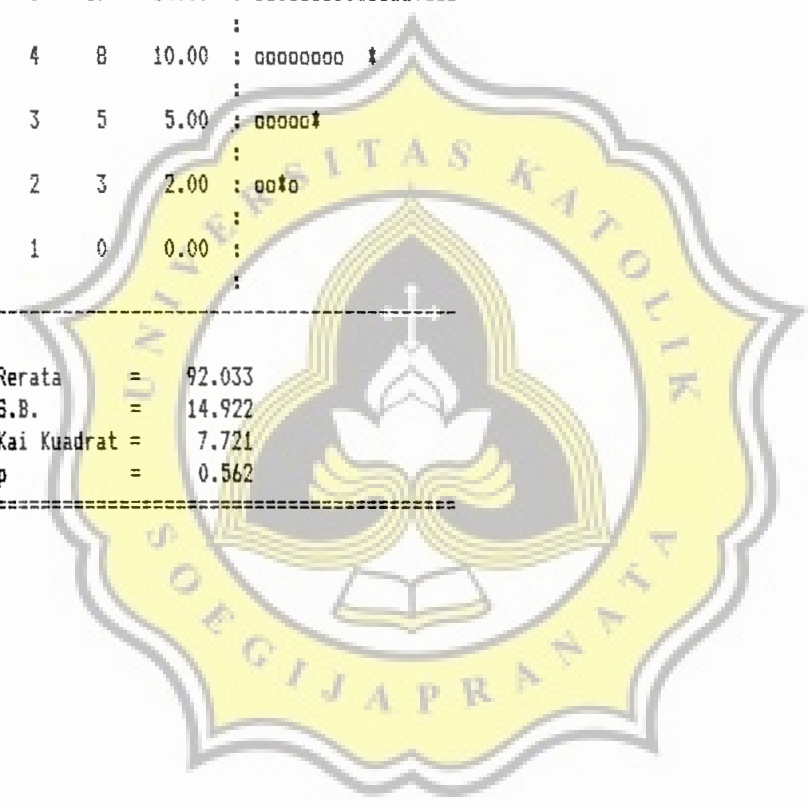 4 8 10.00 : oooooooo *
:
3 5 5.00 : ooooo*
:
2 3 2.00 : oo*o
:
1 0 0.00 :
:
Rerata = 92.033
S.B. = 14.922
Kai Kuadrat = 7.721
p = 0.562
UNIVERSITAS KATOLIK
SOEGIJAPRANATA